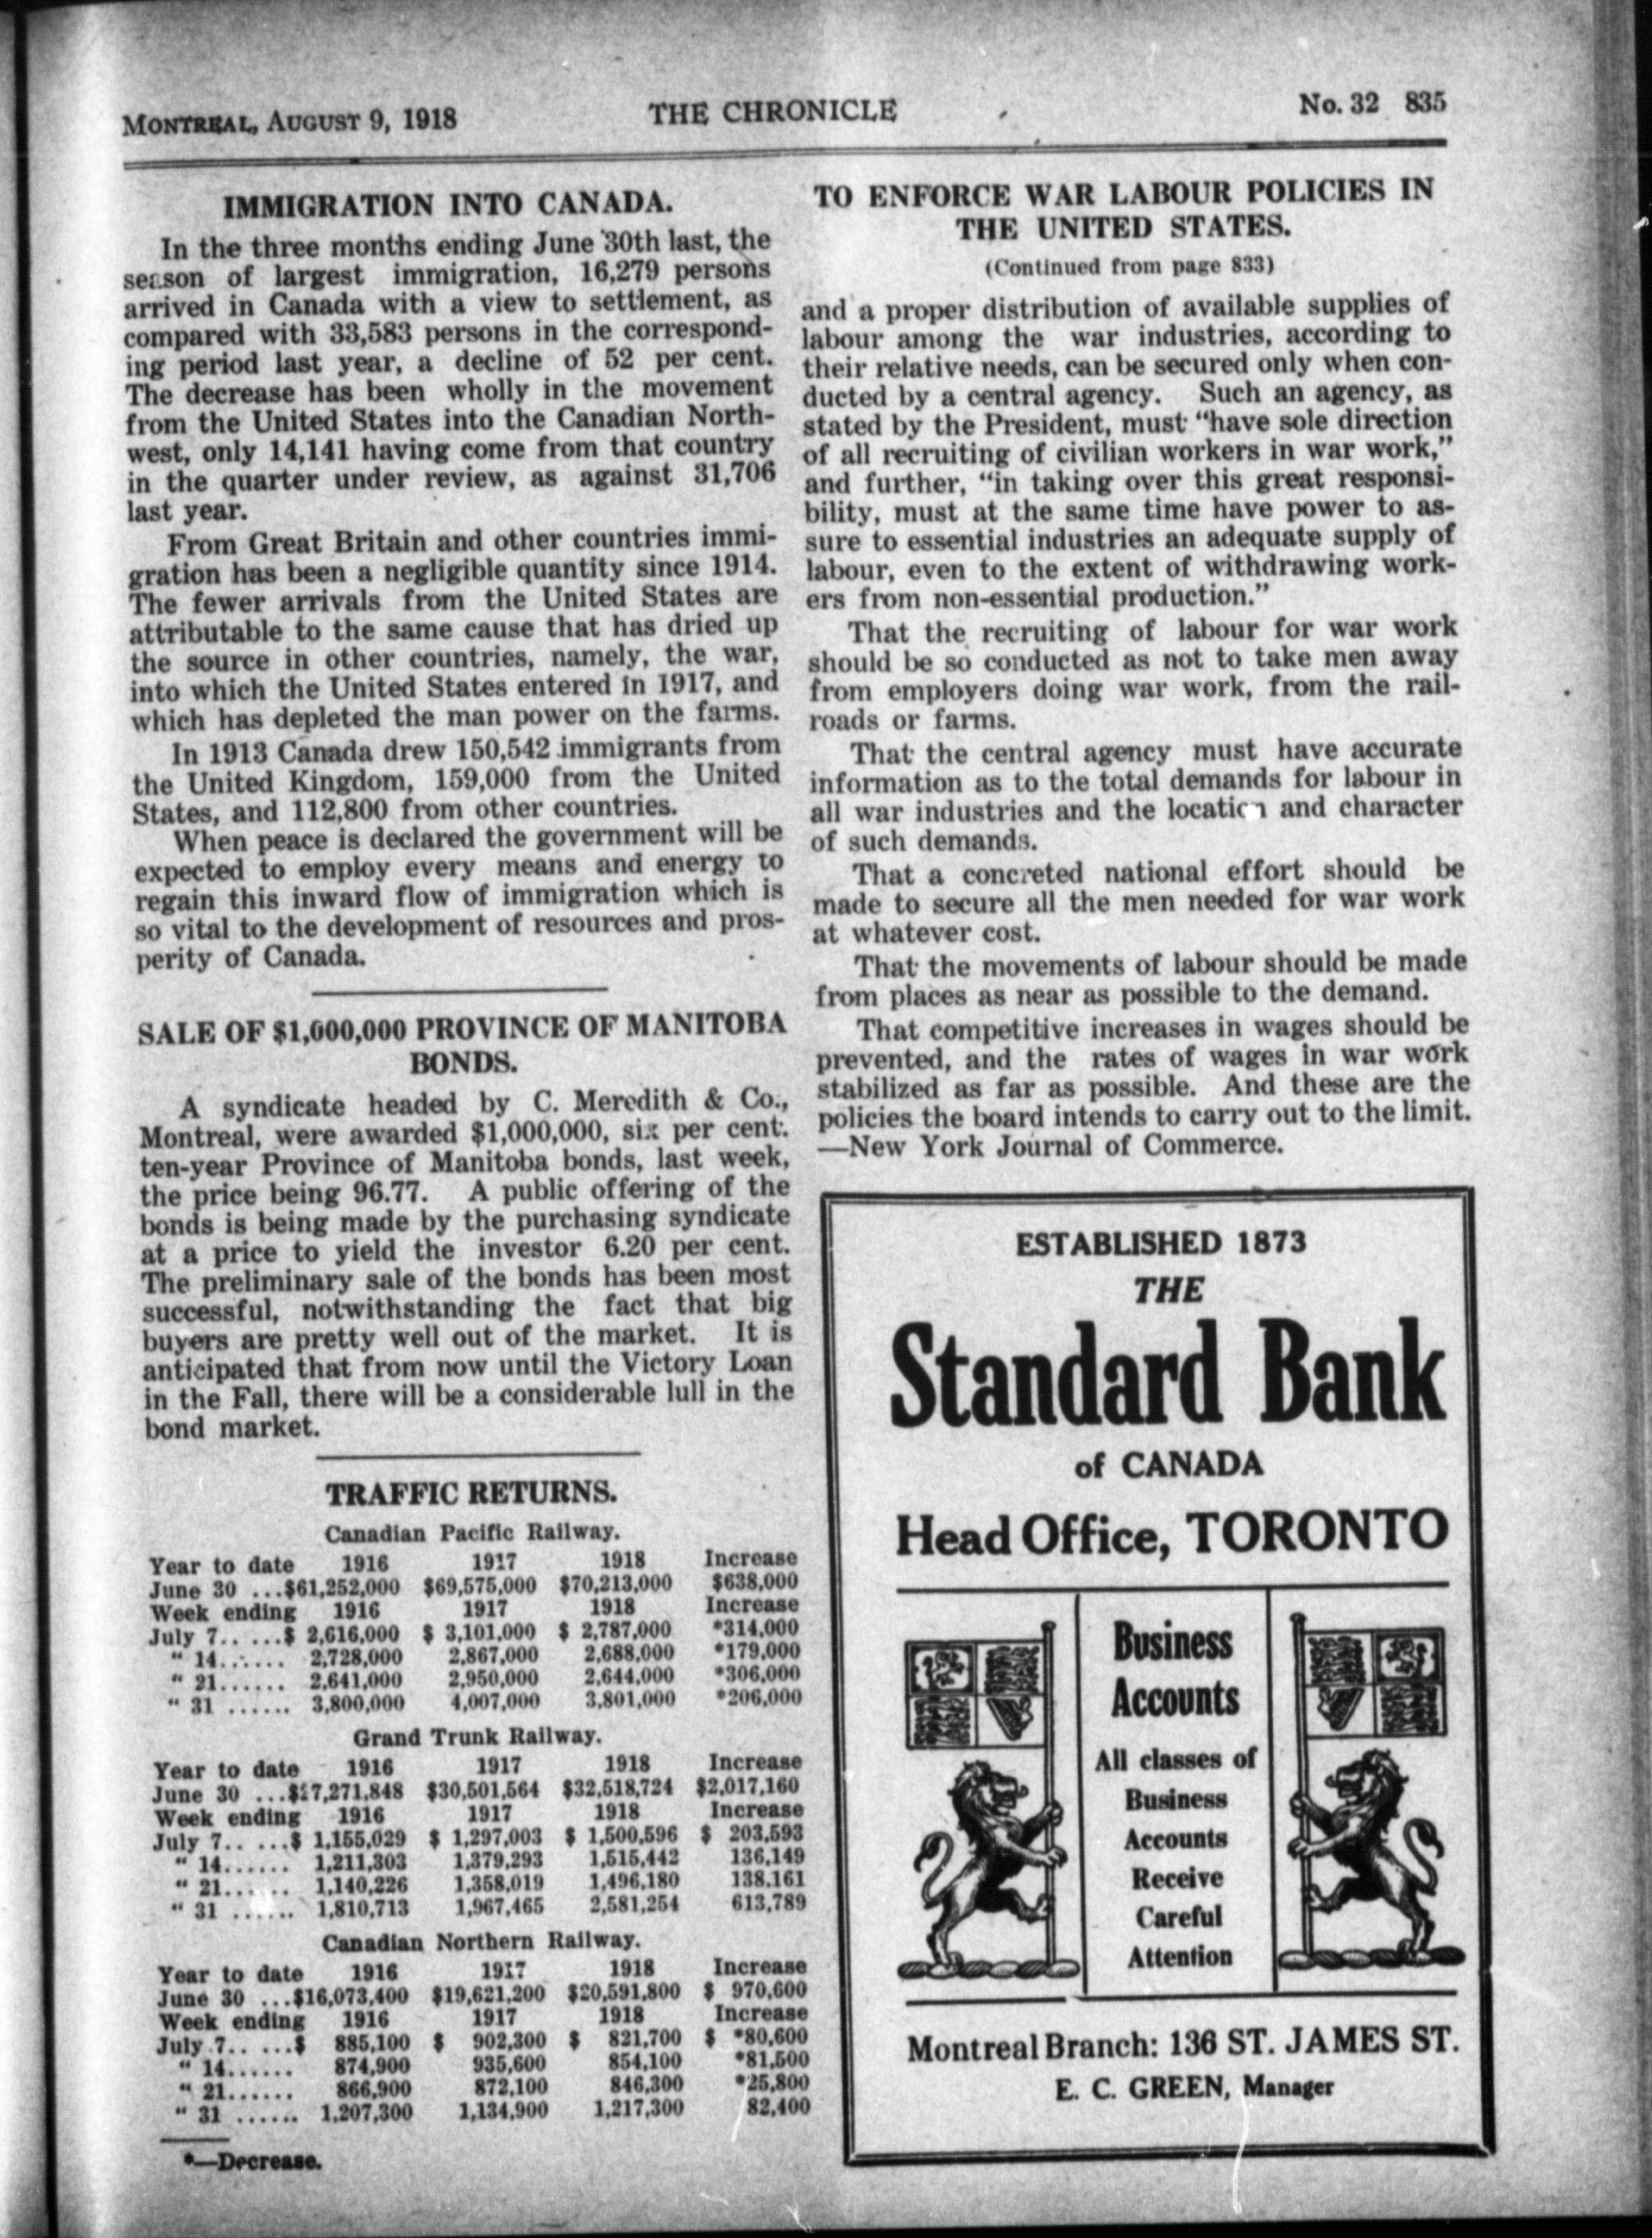 MONTREAL, AUGUST 9, 1918
THE CHRONICLE
No. 32 835
IMMIGRATION INTO CANADA.
In the three months ending June 30th last, the
season of largest immigration, 16,279 persons
arrived in Canada with a view to settlement, as
compared with 33,583 persons in the correspond-
ing period last year, a decline of 52 per cent.
The decrease has been wholly in the movement
from the United States into the Canadian North-
west, only 14,141 having come from that country
in the quarter under review, as against 31,706
last year.
From Great Britain and other countries immi-
gration has been a negligible quantity since 1914.
The fewer arrivals from the United States are
attributable to the same cause that has dried up
the source in other countries, namely, the war,
into which the United States entered in 1917, and
which has depleted the man power on the farms.
In 1913 Canada drew 150,542 immigrants from
the United Kingdom, 159,000 from the United
States, and 112,800 from other countries.
When peace is declared the government will be
expected to employ every means and energy to
regain this inward flow of immigration which is
so vital to the development of resources and pros-
perity of Canada.
SALE OF $1,000,000 PROVINCE OF MANITOBA
BONDS.
A syndicate headed by C. Meredith & Co.,
Montreal, were awarded $1,000,000, six per cent.
ten-year Province of Manitoba bonds, last week,
the price being 96.77. A public offering of the
bonds is being made by the purchasing syndicate
at a price to yield the investor 6.20 per cent.
The preliminary sale of the bonds has been most
successful, notwithstanding the fact that big
buyers are pretty well out of the market. It is
anticipated that from now until the Victory Loan
in the Fall, there will be a considerable lull in the
bond market.
TRAFFIC RETURNS.
Canadian Pacific Railway.
Year to date 1916 1917 1918 Increase
June 30 ...$61,252,000 $69,575,000 $70,213,000 $638,000
Week ending 1916 1917 1918 Increase
July 7.. ...$ 2,616,000 $ 3,101,000 $ 2,787,000 *314,000
" 14...... 2,728,000 2,867,000 2,688,000 *179,000
" 21...... 2,641,000 2,950,000 2,644,000 *306,000
" 31 ...... 3,800,000 4,007,000 3,801,000 *206,000
Grand Trunk Railway.
Year to date 1916 1917 1918 Increase
June 30 ...$27,271,848 $30,501,564 $32,518,724 $2,017,160
Week ending 1916 1917 1918 Increase
July 7.. ...$ 1,155,029 $ 1,297,003 $ 1,500,596 $ 203,593
" 14...... 1,211,303 1,379,293 1,515,442 136,149
" 21...... 1,140,226 1,358,019 1,496,180 138,161
" 31 ...... 1,810,713 1,967,465 2,581,254 613,789
Canadian Northern Railway.
Year to date 1916 1917 1918 Increase
June 30 ...$16,073,400 $19,621,200 $20,591,800 $ 970,600
Week ending 1916 1917 1918 Increase
July 7.. ...$ 885,100 $ 902,300 $ 821,700 $ *80,600
" 14...... 874,900 935,600 854,100 *81,500
" 21...... 866,900 872,100 846,300 *25,800
" 31 ...... 1,207,300 1,134,900 1,217,300 82,400
*—Decrease.
TO ENFORCE WAR LABOUR POLICIES IN
THE UNITED STATES.
(Continued from page 833)
and a proper distribution of available supplies of
labour among the war industries, according to
their relative needs, can be secured only when con-
ducted by a central agency. Such an agency, as
stated by the President, must "have sole direction
of all recruiting of civilian workers in war work,"
and further, "in taking over this great responsi-
bility, must at the same time have power to as-
sure to essential industries an adequate supply of
labour, even to the extent of withdrawing work-
ers from non-essential production."
That the recruiting of labour for war work
should be so conducted as not to take men away
from employers doing war work, from the rail-
roads or farms.
That the central agency must have accurate
information as to the total demands for labour in
all war industries and the location and character
of such demands.
That a concreted national effort should be
made to secure all the men needed for war work
at whatever cost.
That the movements of labour should be made
from places as near as possible to the demand.
That competitive increases in wages should be
prevented, and the rates of wages in war work
stabilized as far as possible. And these are the
policies the board intends to carry out to the limit.
—New York Journal of Commerce.
ESTABLISHED 1873
THE
Standard Bank
of CANADA
Head Office, TORONTO
Business
Accounts
All classes of
Business
Accounts
Receive
Careful
Attention
Montreal Branch: 136 ST. JAMES ST.
E. C. GREEN, Manager